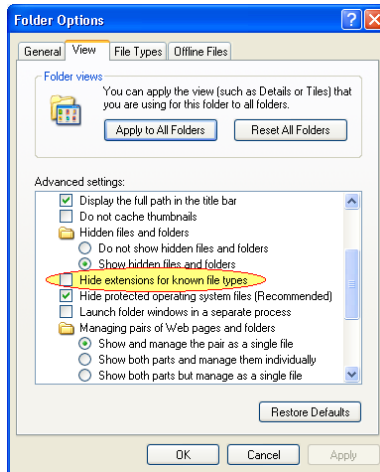 Folder Options
General View File Types Offline Files
Folder views
You can apply the view (such as Details or Tiles) that
you are using for this folder to all folders.
Apply to All Folders Reset All Folders
Advanced settings:
Display the full path in the title bar
Do not cache thumbnails
Hidden files and folders
Do not show hidden files and folders
Show hidden files and folders
Hide extensions for known file types
Hide protected operating system files (Recommended)
Launch folder windows in a separate process
Managing pairs of Web pages and folders
Show and manage the pair as a single file
Show both parts and manage them individually
Show both parts but manage as a single file
Restore Defaults
OK Cancel Apply